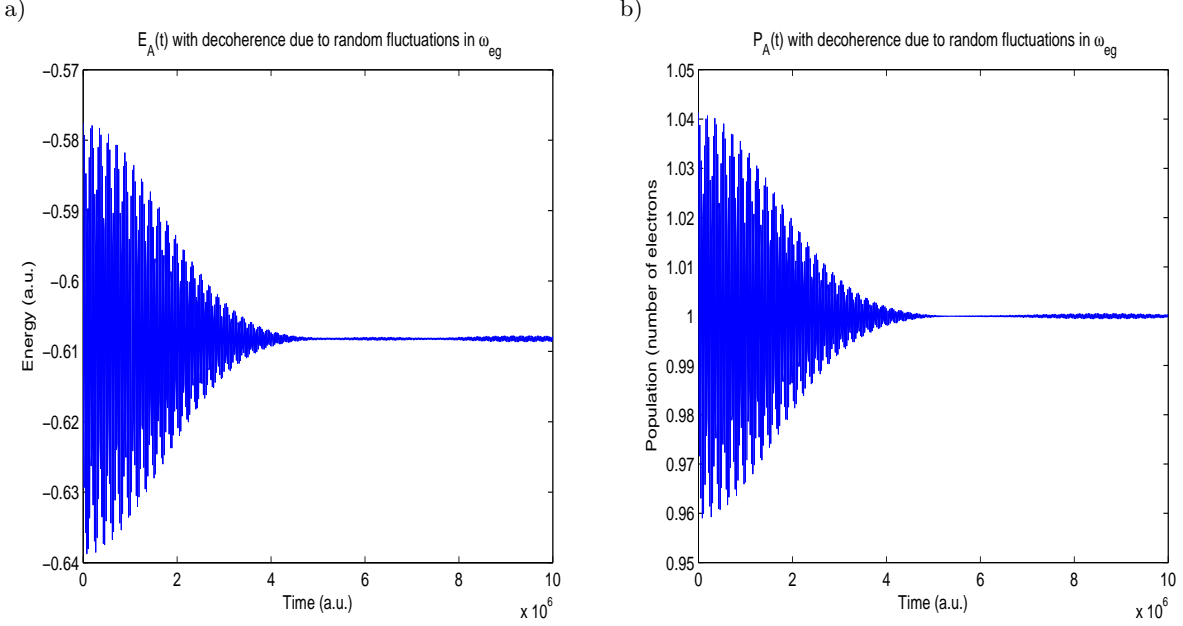 a)
E_A(t) with decoherence due to random fluctuations in ω_eg
−0.57
−0.58
−0.59
−0.6
−0.61
−0.62
−0.63
−0.64
Energy (a.u.)
0 2 4 6 8 10
Time (a.u.)
x 10^6
b)
P_A(t) with decoherence due to random fluctuations in ω_eg
1.05
1.04
1.03
1.02
1.01
1
0.99
0.98
0.97
0.96
0.95
Population (number of electrons
0 2 4 6 8 10
Time (a.u.)
x 10^6